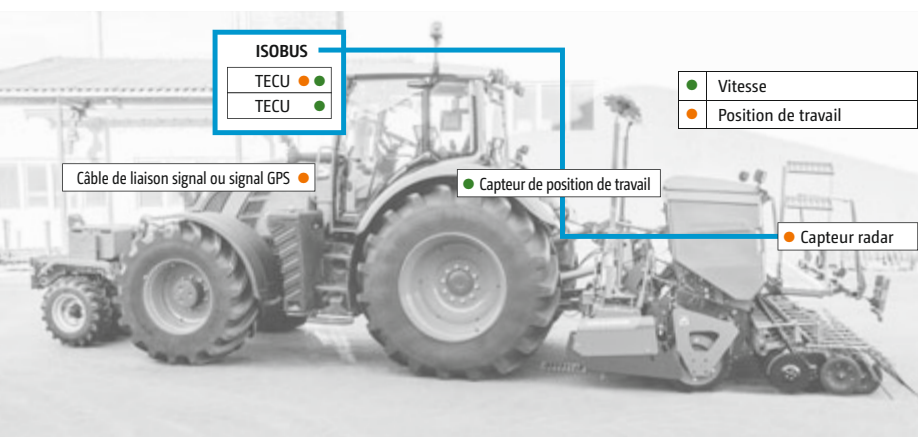 ISOBUS
TECU
TECU
Vitesse
Position de travail
Câble de liaison signal ou signal GPS
Capteur de position de travail
Capteur radar